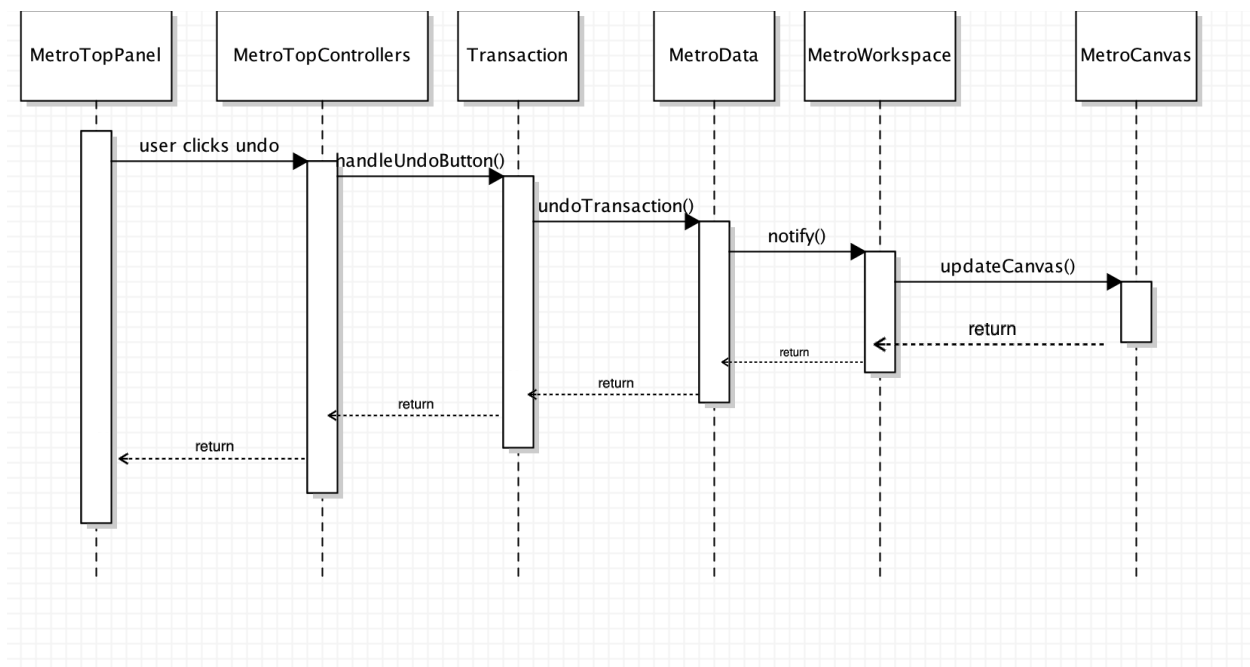 MetroTopPanel
MetroTopControllers
Transaction
MetroData
MetroWorkspace
MetroCanvas
user clicks undo
handleUndoButton()
undoTransaction()
notify()
updateCanvas()
return
return
return
return
return